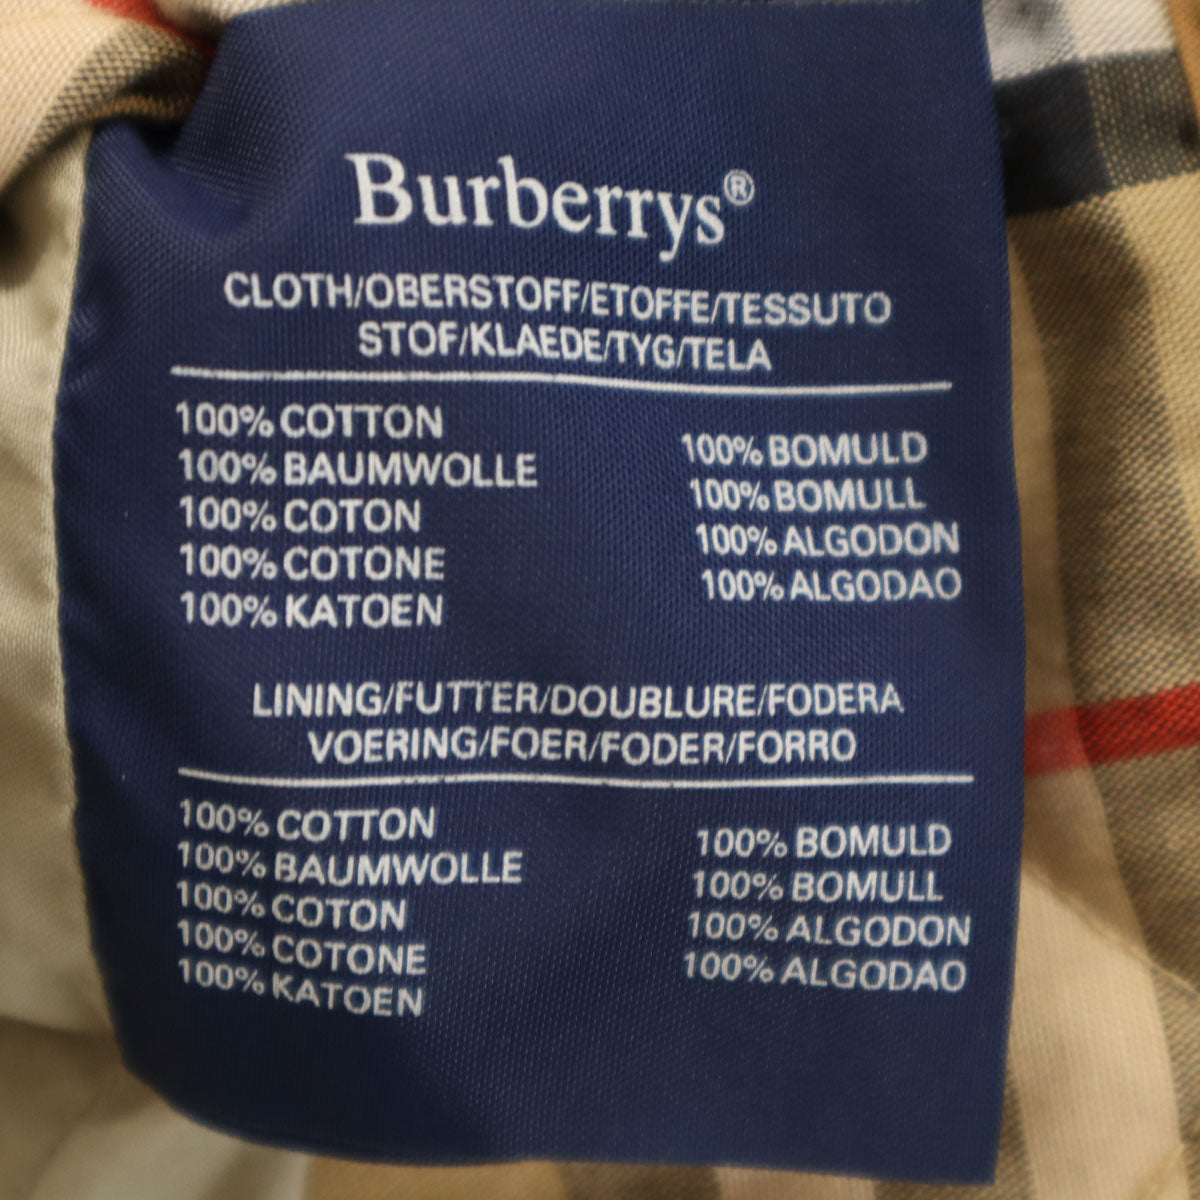 Burberrys®
CLOTH/OBERSTOFF/ETOFFE/TESSUTO
STOF/KLAEDE/TYG/TELA
100% COTTON
100% BAUMWOLLE
100% COTON
100% COTONE
100% KATOEN
100% BOMULD
100% BOMULL
100% ALGODON
100% ALGODAO
LINING/FUTTER/DOUBLURE/FODERA
VOERING/FOER/FODER/FORRO
100% COTTON
100% BAUMWOLLE
100% COTON
100% COTONE
100% KATOEN
100% BOMULD
100% BOMULL
100% ALGODON
100% ALGODAO